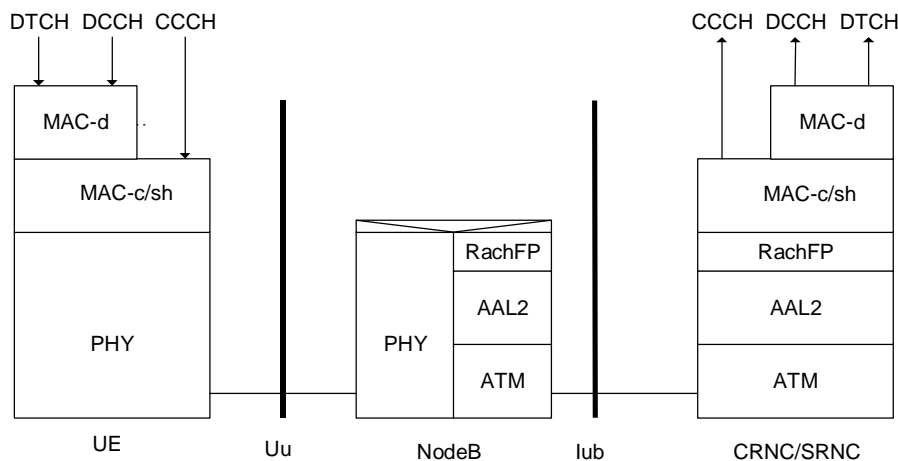 DTCH DCCH CCCH
CCCH DCCH DTCH
MAC-d
MAC-d
MAC-c/sh
MAC-c/sh
RachFP
RachFP
PHY
PHY
AAL2
AAL2
ATM
ATM
UE
Uu
NodeB
Iub
CRNC/SRNC